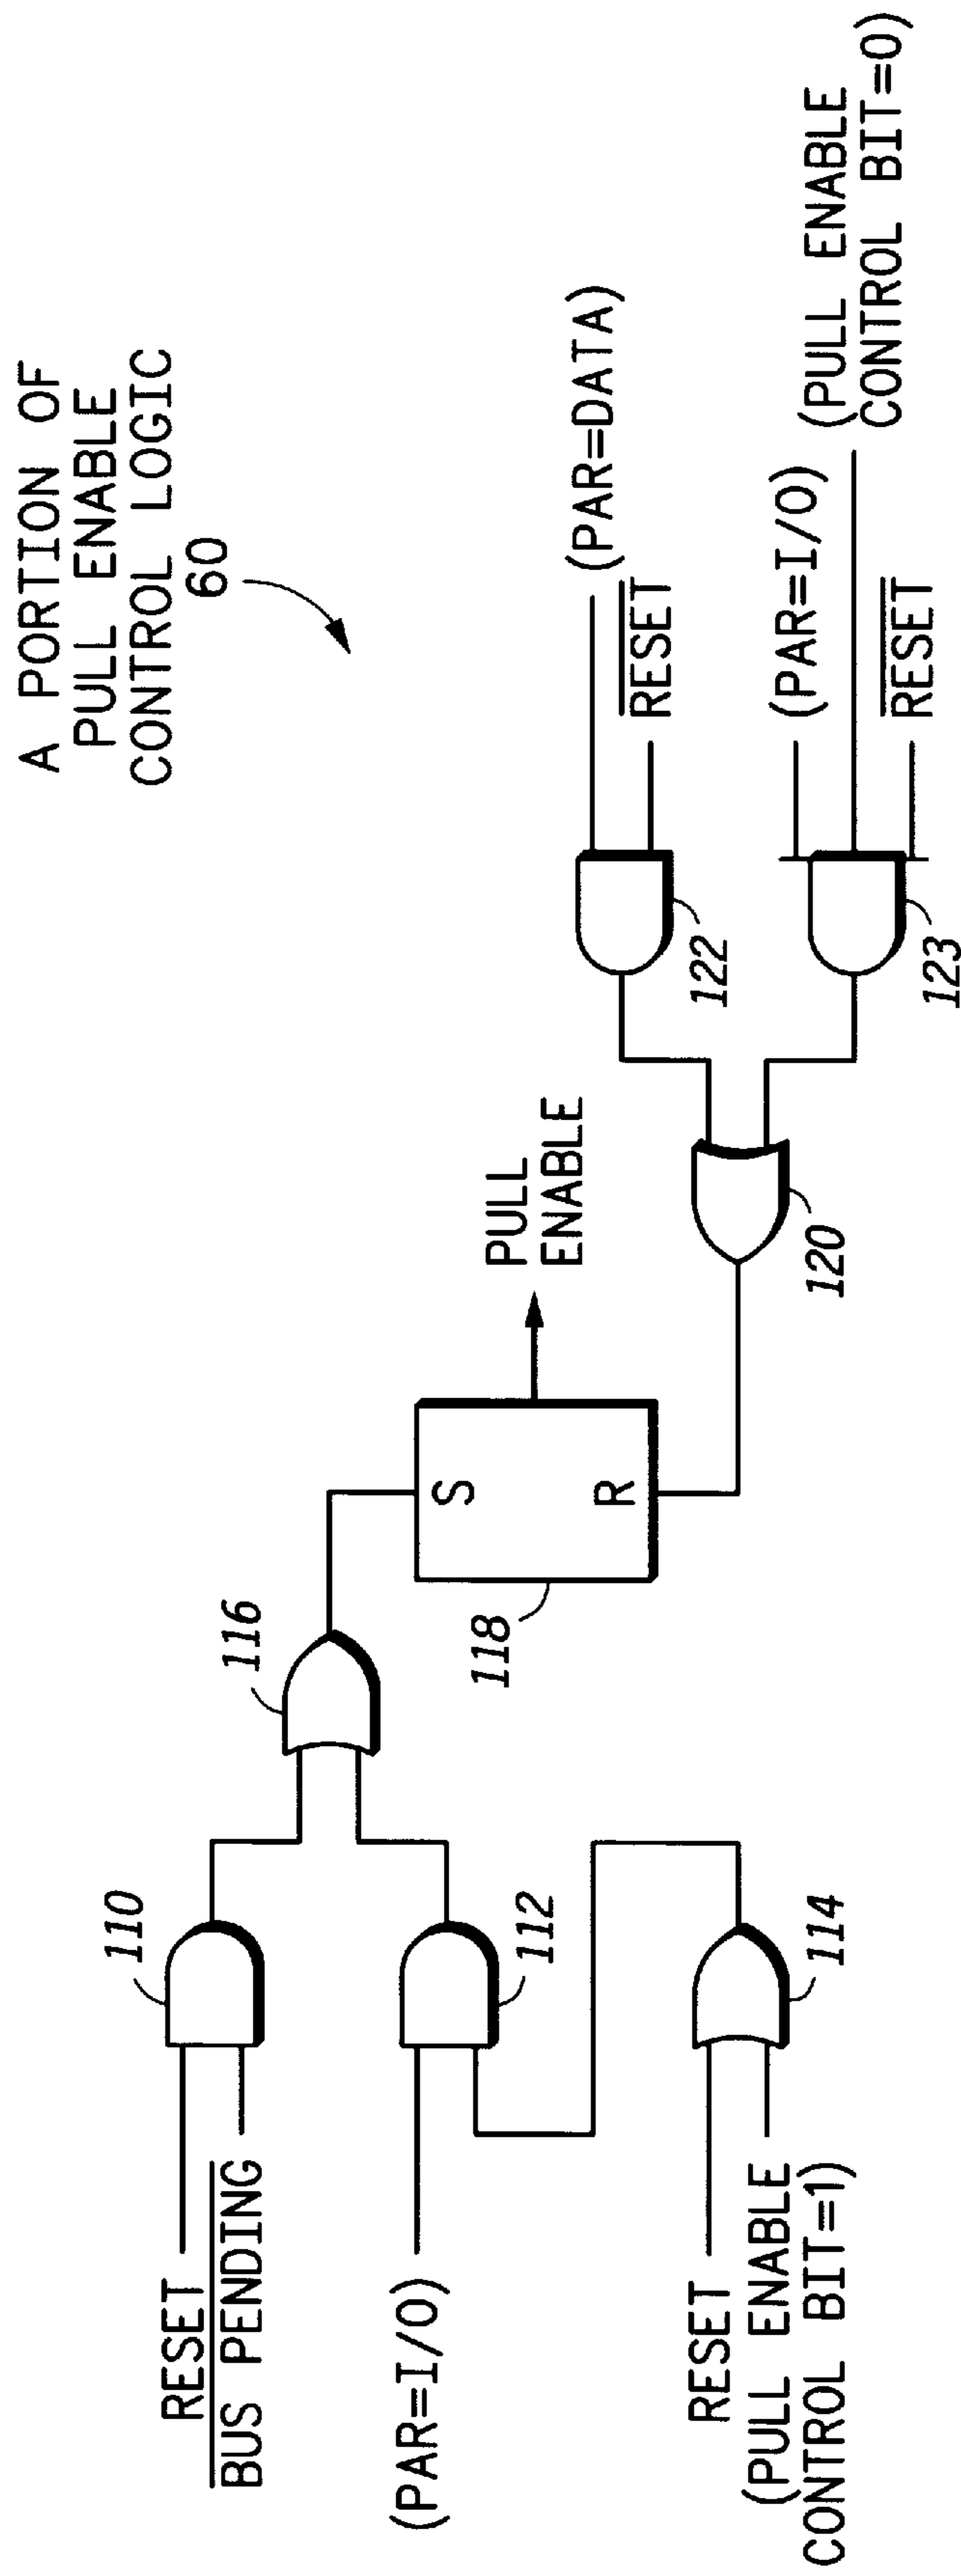 A PORTION OF
PULL ENABLE
CONTROL LOGIC
60
110
RESET
BUS PENDING
116
(PAR=I/O)
112
118
S
R
PULL
ENABLE
(PAR=DATA)
RESET
122
RESET
(PULL ENABLE
CONTROL BIT=1)
114
120
(PAR=I/O)
(PULL ENABLE
CONTROL BIT=0)
RESET
123